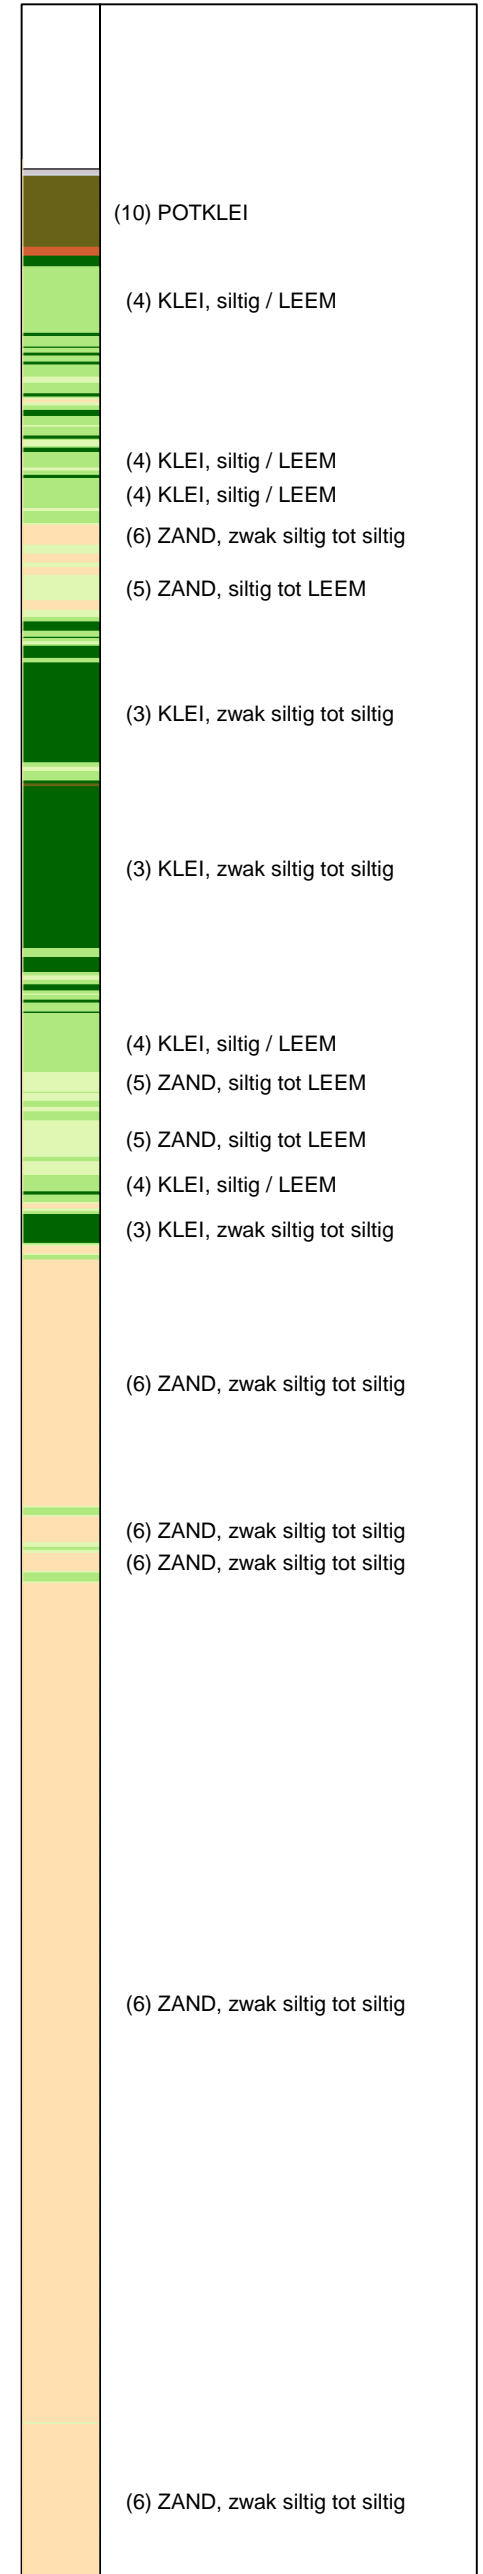 (10) POTKLEI
(4) KLEI, siltig / LEEM
(4) KLEI, siltig / LEEM
(4) KLEI, siltig / LEEM
(6) ZAND, zwak siltig tot siltig
(5) ZAND, siltig tot LEEM
(3) KLEI, zwak siltig tot siltig
(3) KLEI, zwak siltig tot siltig
(4) KLEI, siltig / LEEM
(5) ZAND, siltig tot LEEM
(5) ZAND, siltig tot LEEM
(4) KLEI, siltig / LEEM
(3) KLEI, zwak siltig tot siltig
(6) ZAND, zwak siltig tot siltig
(6) ZAND, zwak siltig tot siltig
(6) ZAND, zwak siltig tot siltig
(6) ZAND, zwak siltig tot siltig
(6) ZAND, zwak siltig tot siltig